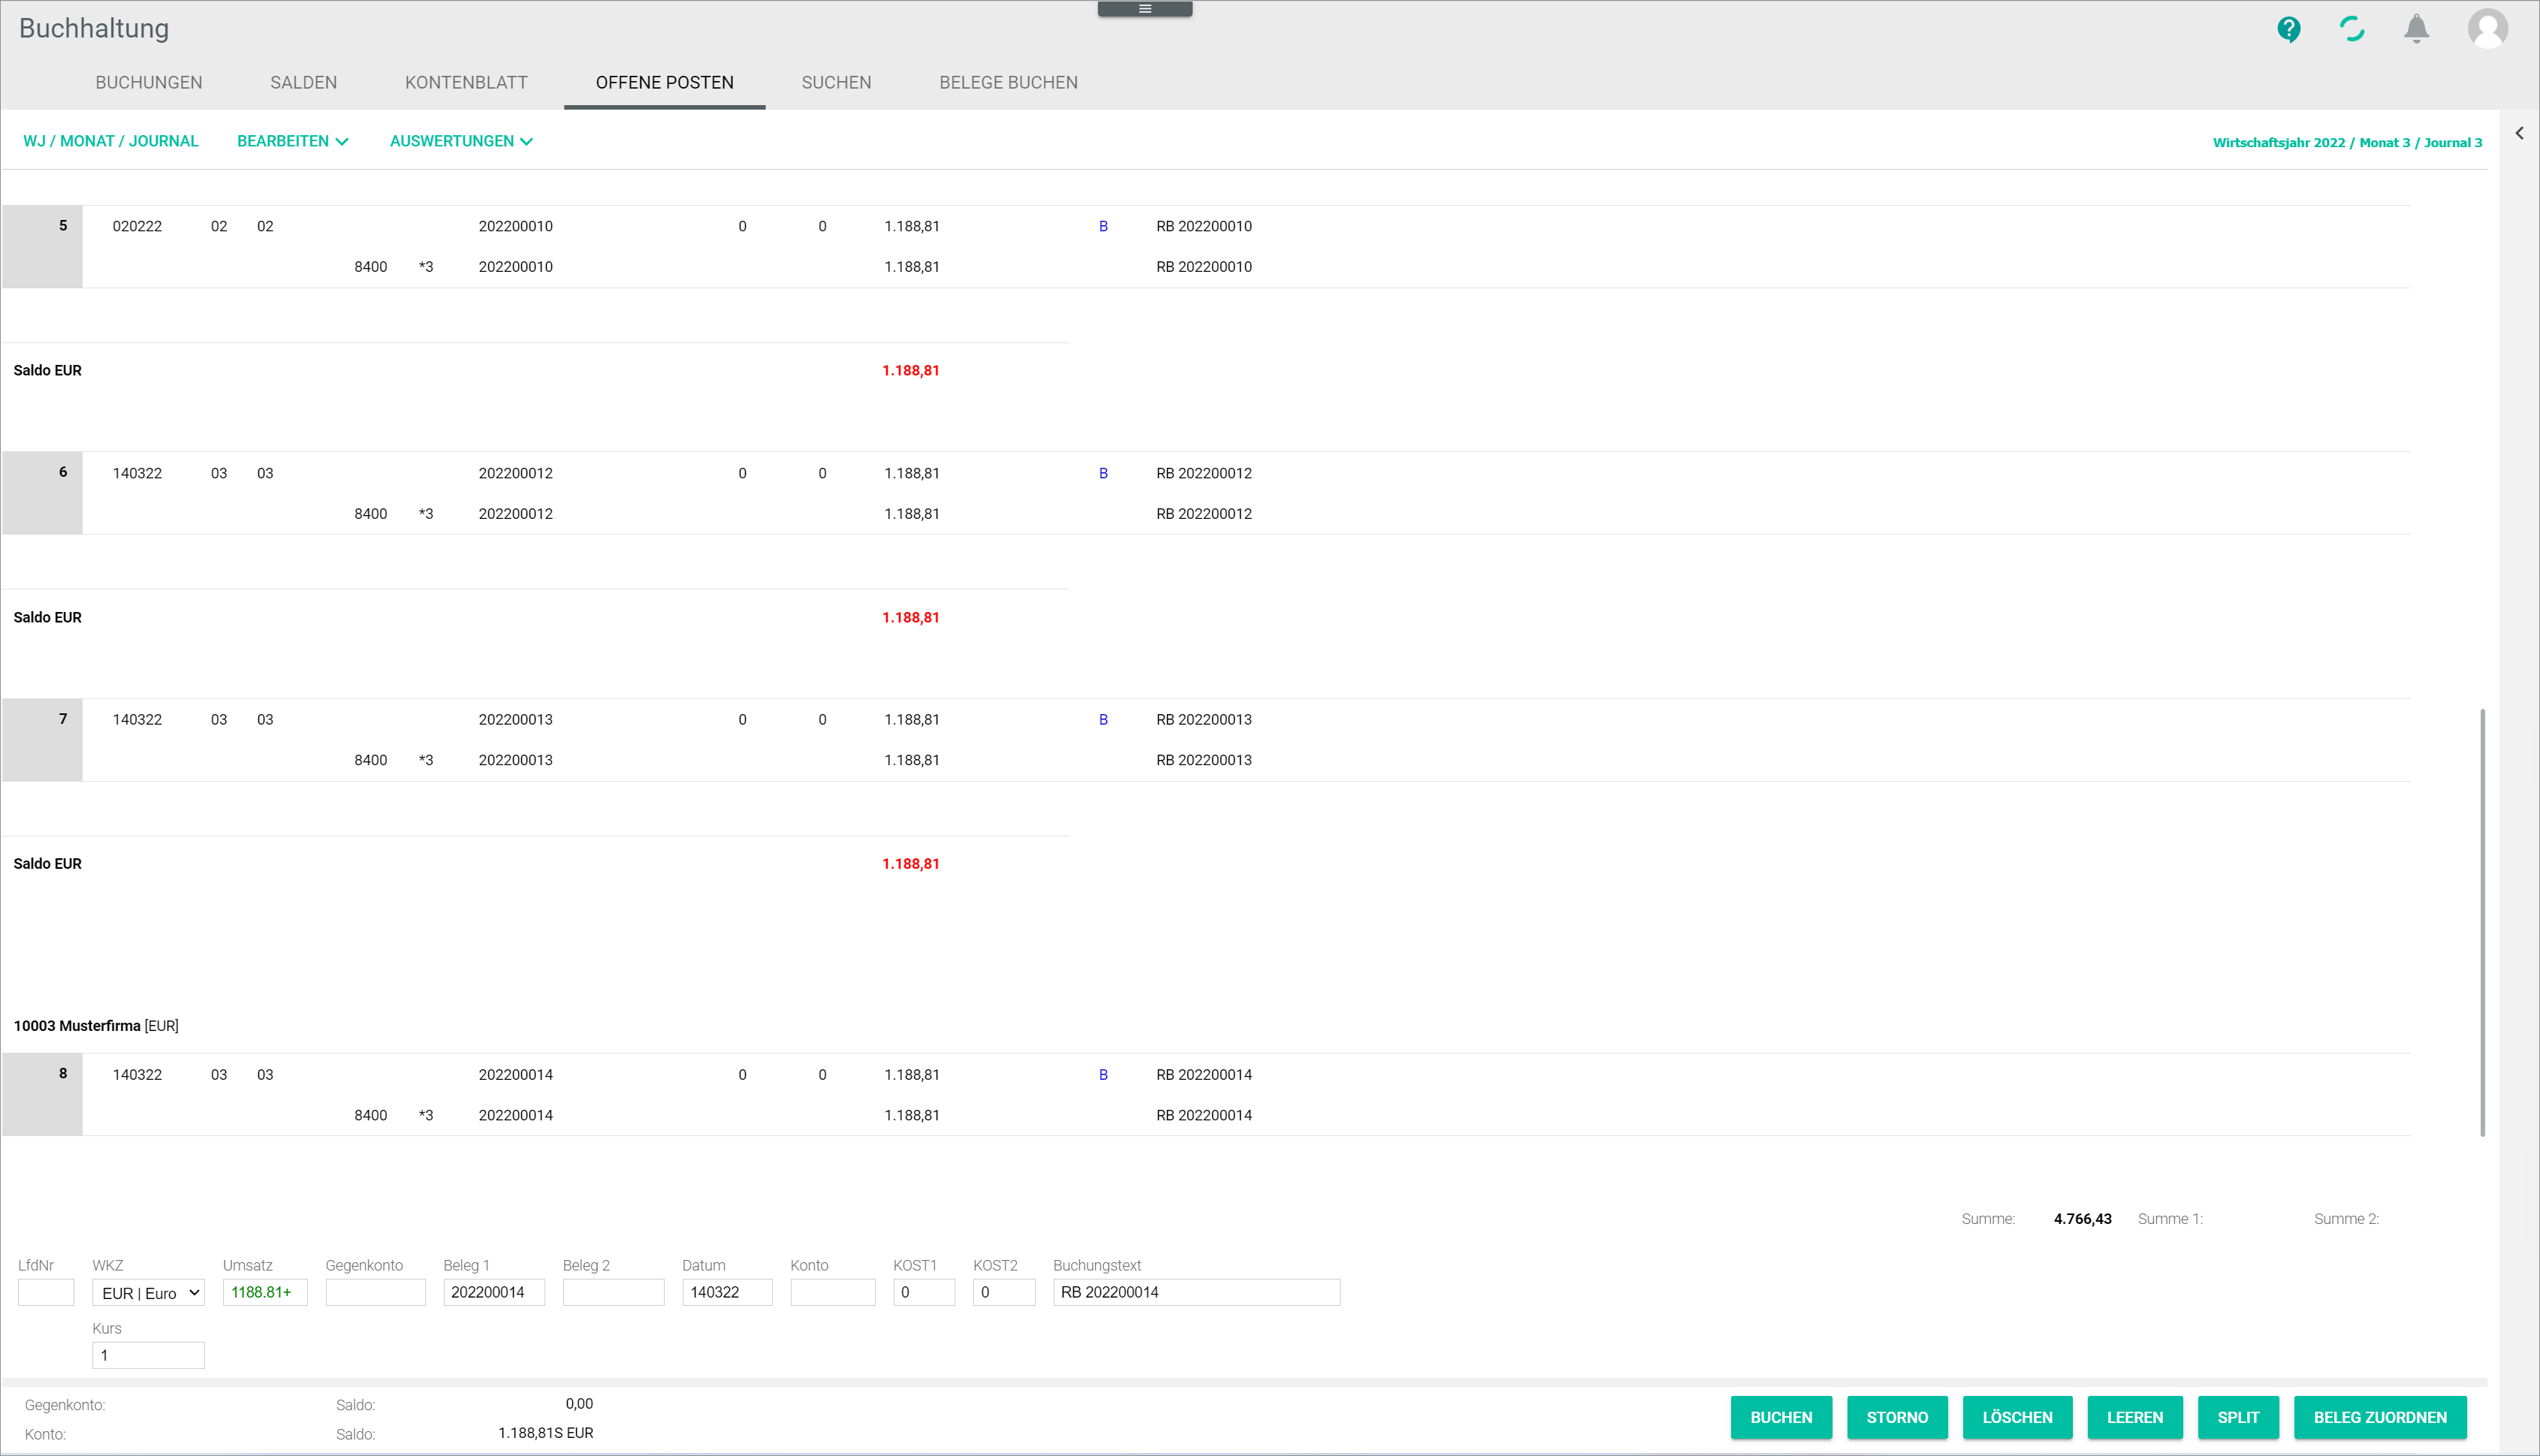 Buchhaltung
BUCHUNGEN SALDEN KONTENBLATT OFFENE POSTEN SUCHEN BELEGE BUCHEN
WJ / MONAT / JOURNAL BEARBEITEN AUSWERTUNGEN Wirtschaftsjahr 2022 / Monat 3 / Journal 3
5 020222 02 02 202200010 0 0 1.188,81 B RB 202200010
8400 *3 202200010 1.188,81 RB 202200010
Saldo EUR 1.188,81
6 140322 03 03 202200012 0 0 1.188,81 B RB 202200012
8400 *3 202200012 1.188,81 RB 202200012
Saldo EUR 1.188,81
7 140322 03 03 202200013 0 0 1.188,81 B RB 202200013
8400 *3 202200013 1.188,81 RB 202200013
Saldo EUR 1.188,81
10003 Musterfirma [EUR]
8 140322 03 03 202200014 0 0 1.188,81 B RB 202200014
8400 *3 202200014 1.188,81 RB 202200014
Summe: 4.766,43 Summe 1: Summe 2:
LfdNr WKZ Umsatz Gegenkonto Beleg 1 Beleg 2 Datum Konto KOST1 KOST2 Buchungstext
EUR | Euro 1188.81+ 202200014 140322 0 0 RB 202200014
Kurs
1
Gegenkonto: Saldo: 0,00
Konto: Saldo: 1.188,81S EUR
BUCHEN STORNO LÖSCHEN LEEREN SPLIT BELEG ZUORDNEN